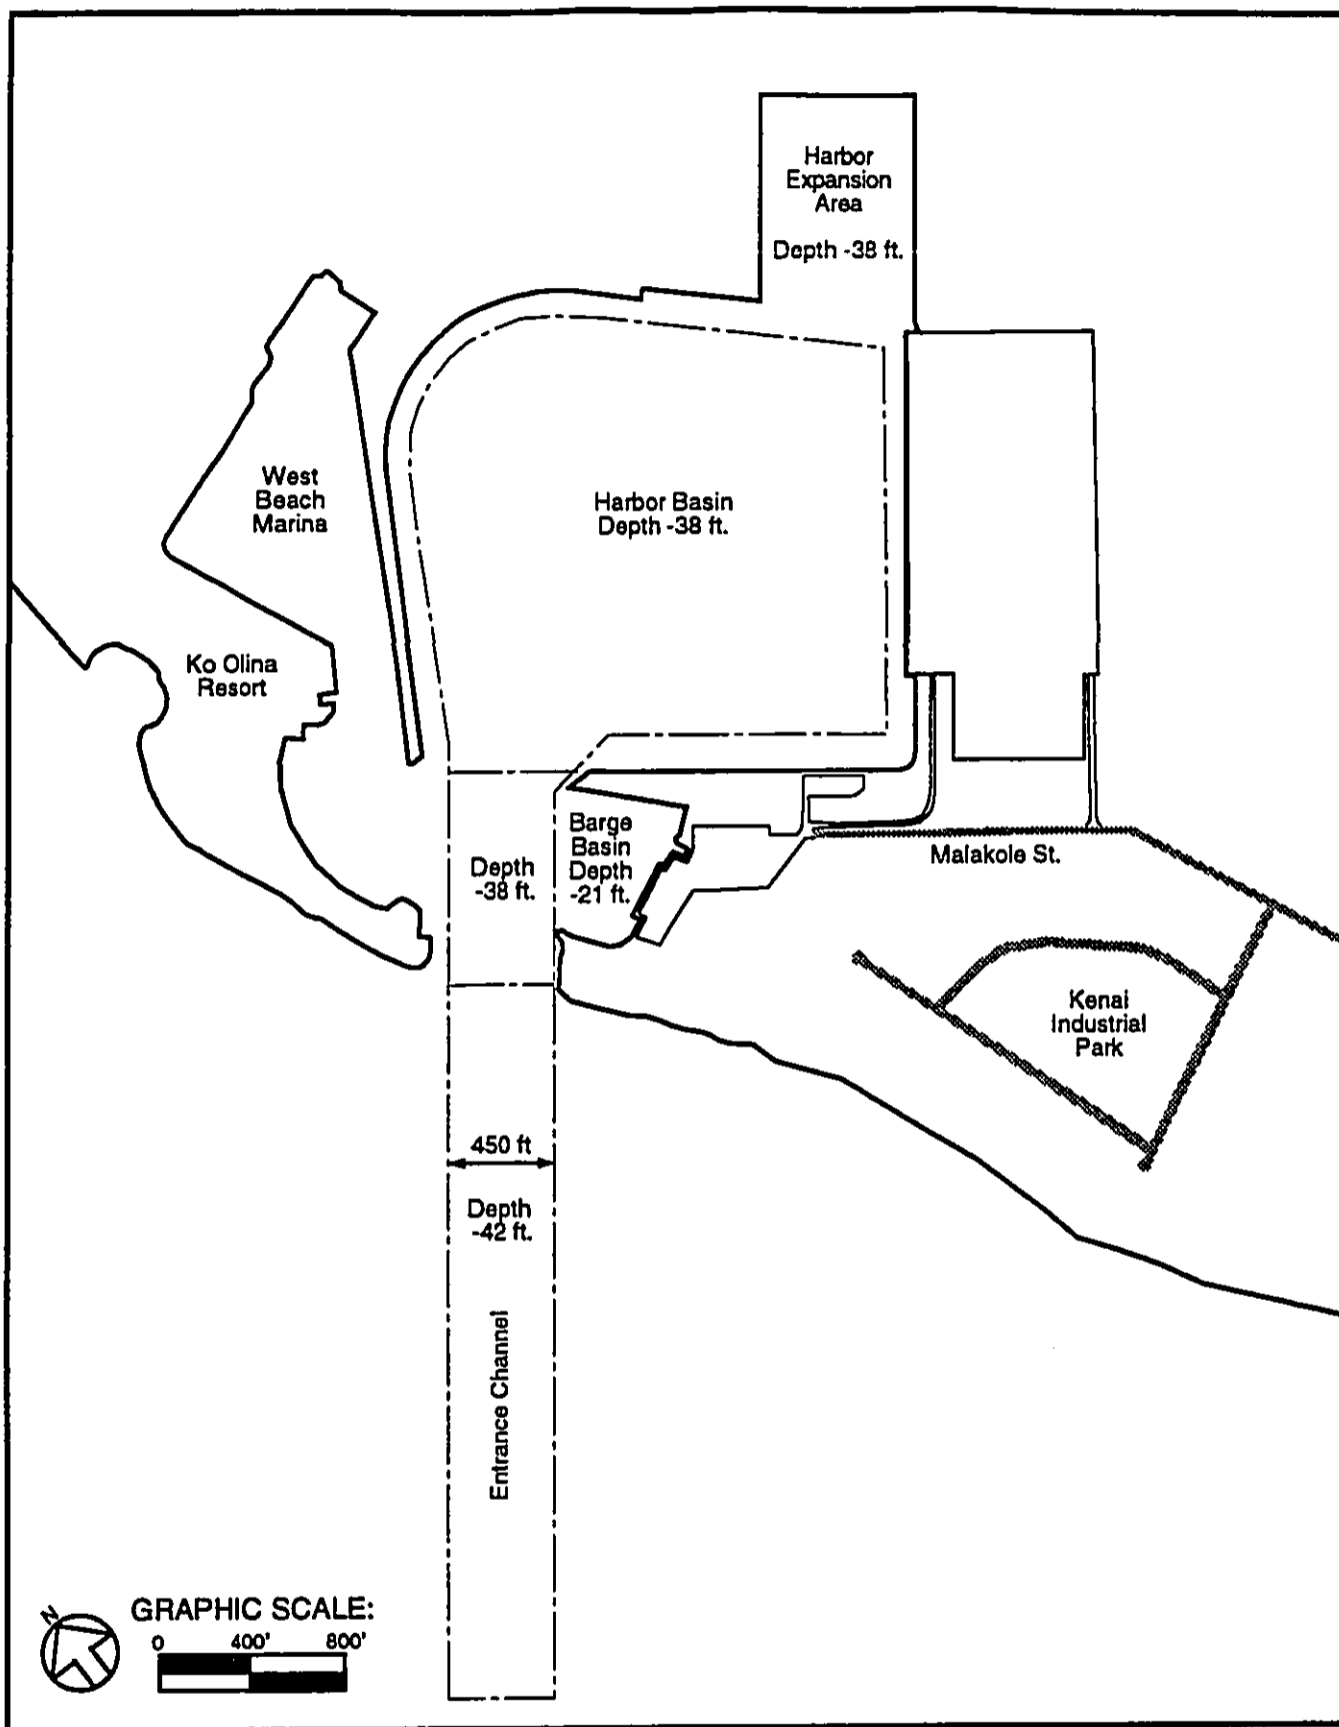 Harbor
Expansion
Area
Depth -38 ft.
West
Beach
Marina
Harbor Basin
Depth -38 ft.
Ko Olina
Resort
Barge
Basin
Depth
-21 ft.
Depth
-38 ft.
Malakole St.
Kenai
Industrial
Park
450 ft
Depth
-42 ft.
Entrance Channel
N
GRAPHIC SCALE:
0 400' 800'